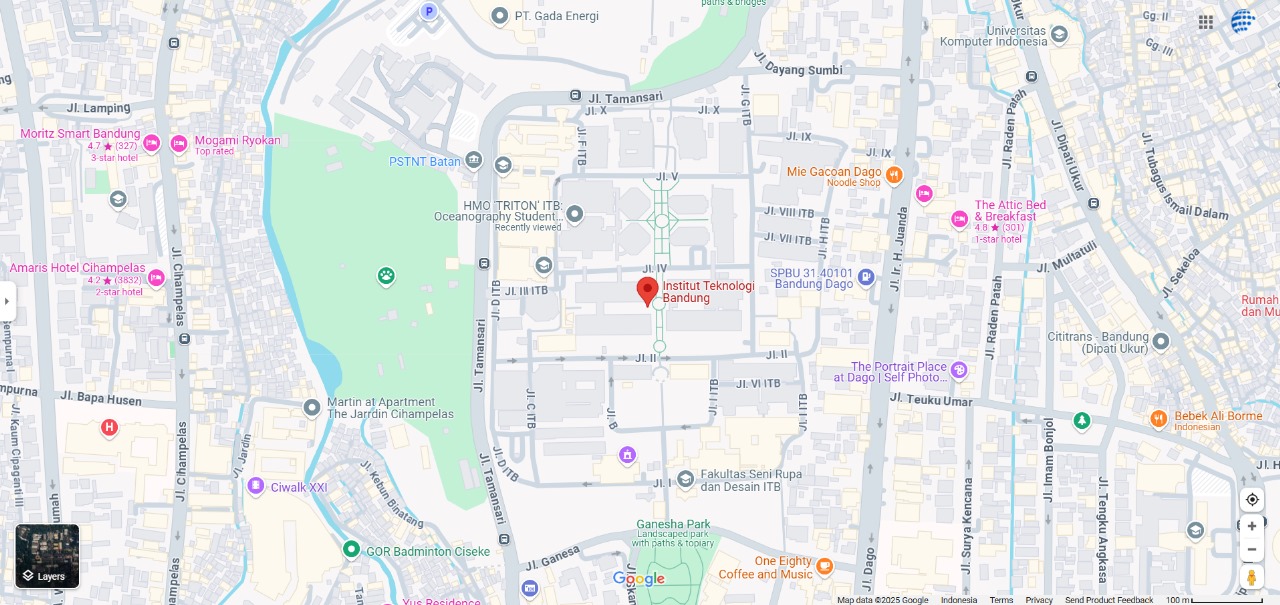 paths & bridges
PT. Gada Energi
P
Universitas
Komputer Indonesia
Gg. II
Gg. III
Jl. Dayang Sumbi
Jl. Tamansari
Jl. Lamping
Jl. X
Jl. X
Jl. G ITB
Jl. F ITB
Jl. IX
Jl. IX
Jl. Raden Patah
Jl. Dipati Ukur
Jl. Tubagus Ismail Dalam
Moritz Smart Bandung
4.7 ★ (327)
3-star hotel
Mogami Ryokan
Top rated
PSTNT Batan
Jl. V
Mie Gacoan Dago
Noodle Shop
HMO 'TRITON' ITB:
Oceanography Student...
Recently viewed
Jl. VIII ITB
Jl. VII ITB
Jl. H ITB
Jl. Ir. H. Juanda
The Attic Bed
& Breakfast
4.8 ★ (301)
1-star hotel
Jl. Multatuli
Jl. Sekeloa
Amaris Hotel Cihampelas
4.2 ★ (3832)
2-star hotel
Jl. Cihampelas
Jl. IV
Jl. III ITB
Jl. D ITB
Institut Teknologi
Bandung
SPBU 31.40101
Bandung Dago
Rumah
dan Mu
Jl. Tamansari
Jl. Raden Patah
Cititrans - Bandung
(Dipati Ukur)
Jl. II
Jl. II
The Portrait Place
at Dago | Self Photo...
Jl. Bapa Husen
Jl. C ITB
Jl. B
Jl. I ITB
Jl. VI ITB
Jl. Teuku Umar
Martin at Apartment
The Jarrdin Cihampelas
Bebek Ali Borme
Indonesian
H
Jl. Kaum Cipaganti III
Jl. Cihampelas
Jl. Jardin
Jl. Kebun Binatang
Jl. Tamansari
Jl. D ITB
Jl. I
Jl. Imam Bonjol
Jl. Tengku Angkasa
Jl. Surya Kencana
Ciwalk XXI
Fakultas Seni Rupa
dan Desain ITB
Ganesha Park
Landscaped park
with paths & topiary
GOR Badminton Ciseke
Jl. Ganesa
One Eighty
Coffee and Music
Jl. Dago
Layers
Google
Yus Residence
Map data ©2025 Google
Indonesia
Terms
Privacy
Send Product Feedback
100 m